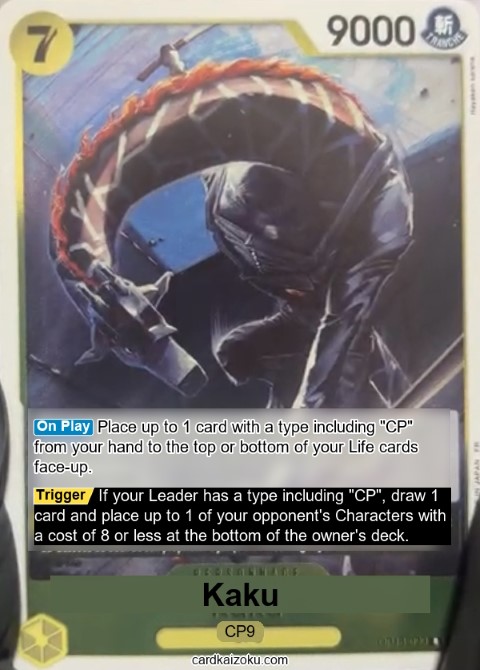 7
9000
斬
TRANCHE
On Play Place up to 1 card with a type including "CP"
from your hand to the top or bottom of your Life cards
face-up.
Trigger If your Leader has a type including "CP", draw 1
card and place up to 1 of your opponent's Characters with
a cost of 8 or less at the bottom of the owner's deck.
Kaku
CP9
cardkaizoku.com